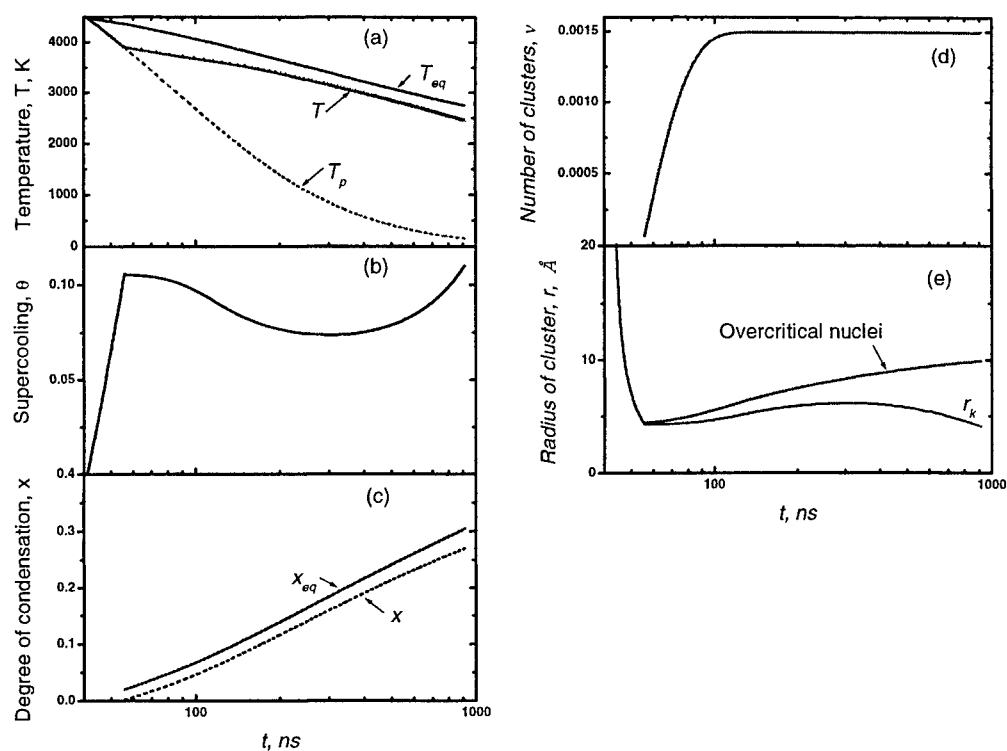 (a)
Temperature, T, K
4000
3000
2000
1000
0
T_eq
T
T_p
(b)
Supercooling, θ
0.10
0.05
0.4
(c)
Degree of condensation, x
0.3
0.2
0.1
0.0
x_eq
x
100
1000
t, ns
(d)
Number of clusters, ν
0.0015
0.0010
0.0005
20
(e)
Radius of cluster, r, Å
10
0
Overcritical nuclei
r_k
100
1000
t, ns